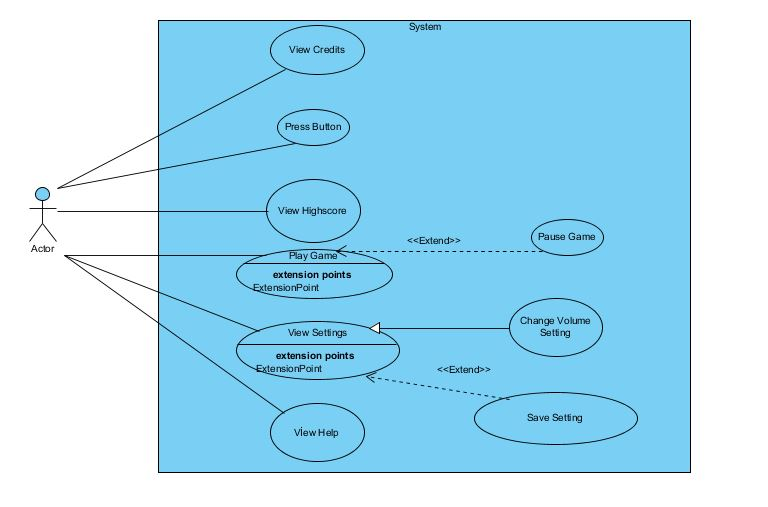 System
View Credits
Press Button
View Highscore
Actor
<<Extend>>
Pause Game
Play Game
extension points
ExtensionPoint
View Settings
extension points
ExtensionPoint
Change Volume
Setting
<<Extend>>
Save Setting
View Help